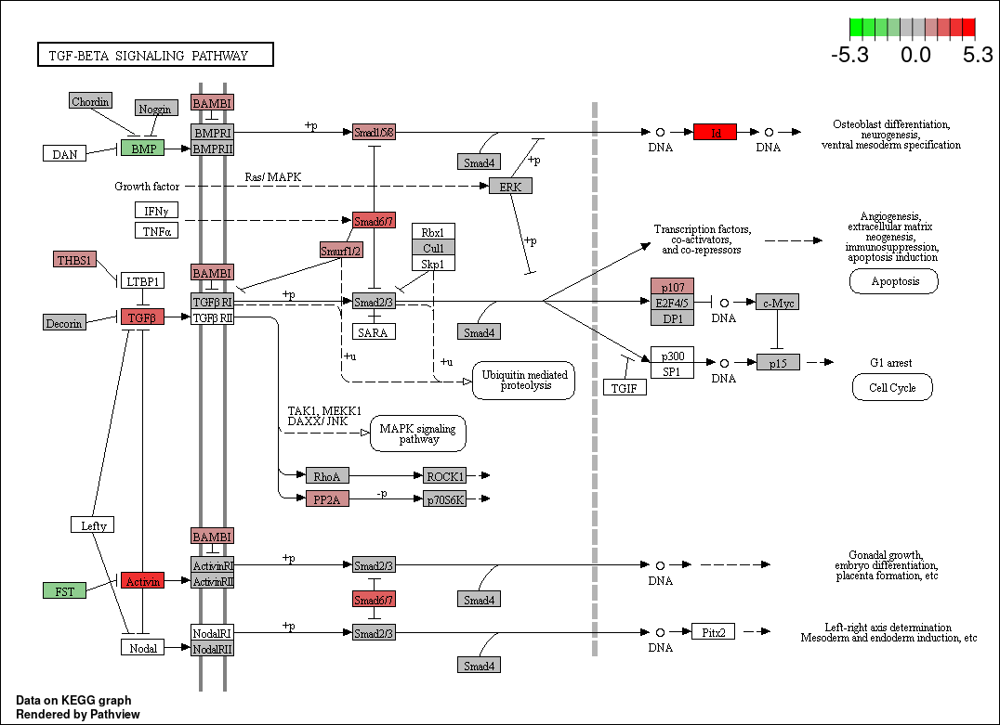 -5.3 0.0 5.3
TGF-BETA SIGNALING PATHWAY
Chordin
Noggin
BAMBI
DAN
BMP
BMPRI
BMPRII
+p
Smad1/5/8
Smad4
+p
DNA
Id
DNA
Osteoblast differentiation,
neurogenesis,
ventral mesoderm specification
Growth factor
Ras/ MAPK
ERK
IFNγ
TNFα
Smad6/7
Rbx1
Cul1
Skp1
+p
Transcription factors,
co-activators,
and co-repressors
Angiogenesis,
extracellular matrix
neogenesis,
immunosuppression,
apoptosis induction
Apoptosis
THBS1
LTBP1
BAMBI
Smurf1/2
Decorin
TGFβ
TGFβ RI
TGFβ RII
+p
Smad2/3
SARA
Smad4
p107
E2F4/5
DP1
DNA
c-Myc
+u
+u
Ubiquitin mediated
proteolysis
TGIF
p300
SP1
DNA
p15
G1 arrest
Cell Cycle
TAK1, MEKK1
DAXX/ JNK
MAPK signaling
pathway
RhoA
ROCK1
PP2A
-p
p70S6K
Lefty
BAMBI
FST
Activin
ActivinRI
ActivinRII
+p
Smad2/3
Smad6/7
Smad4
DNA
Gonadal growth,
embryo differentiation,
placenta formation, etc
Nodal
NodalRI
NodalRII
+p
Smad2/3
Smad4
DNA
Pitx2
Left-right axis determination
Mesoderm and endoderm induction, etc
Data on KEGG graph
Rendered by Pathview